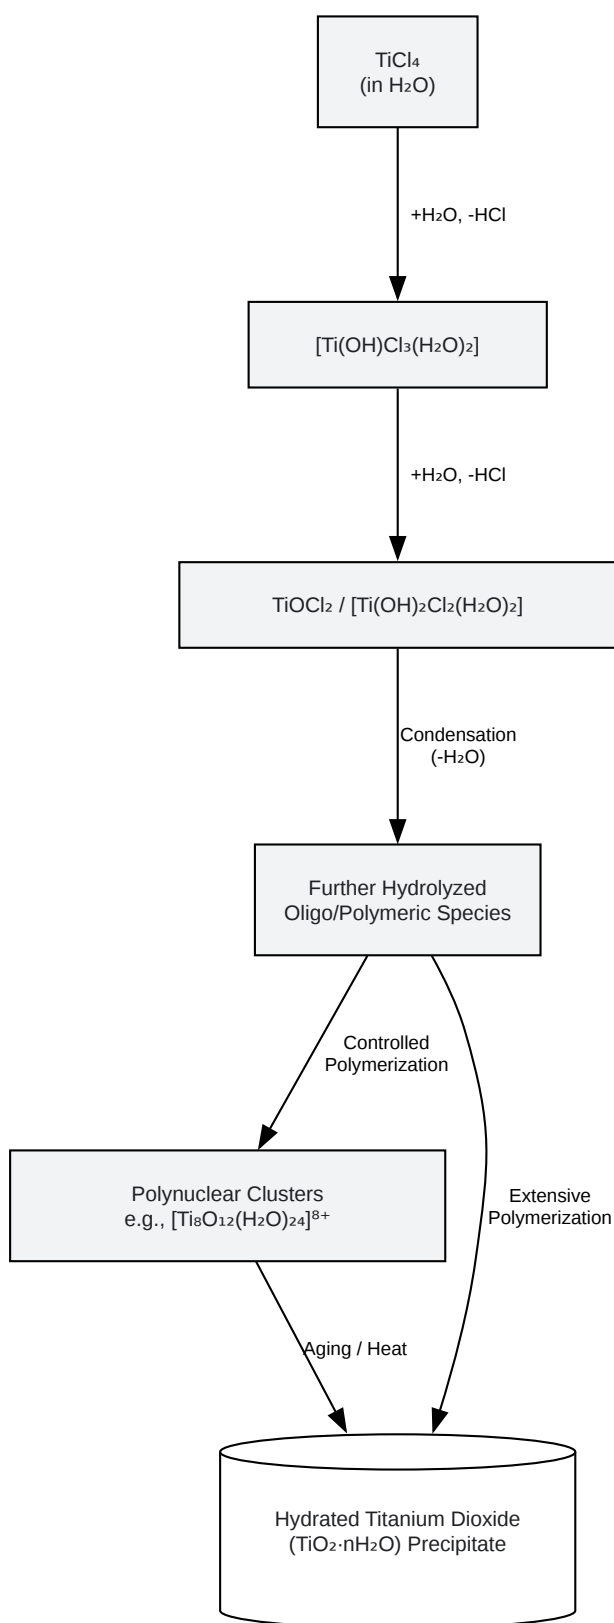 TiCl₄
(in H₂O)
+H₂O, -HCl
[Ti(OH)Cl₃(H₂O)₂]
+H₂O, -HCl
TiOCl₂ / [Ti(OH)₂Cl₂(H₂O)₂]
Condensation
(-H₂O)
Further Hydrolyzed
Oligo/Polymeric Species
Controlled
Polymerization
Polynuclear Clusters
e.g., [Ti₈O₁₂(H₂O)₂₄]⁸⁺
Extensive
Polymerization
Aging / Heat
Hydrated Titanium Dioxide
(TiO₂·nH₂O) Precipitate